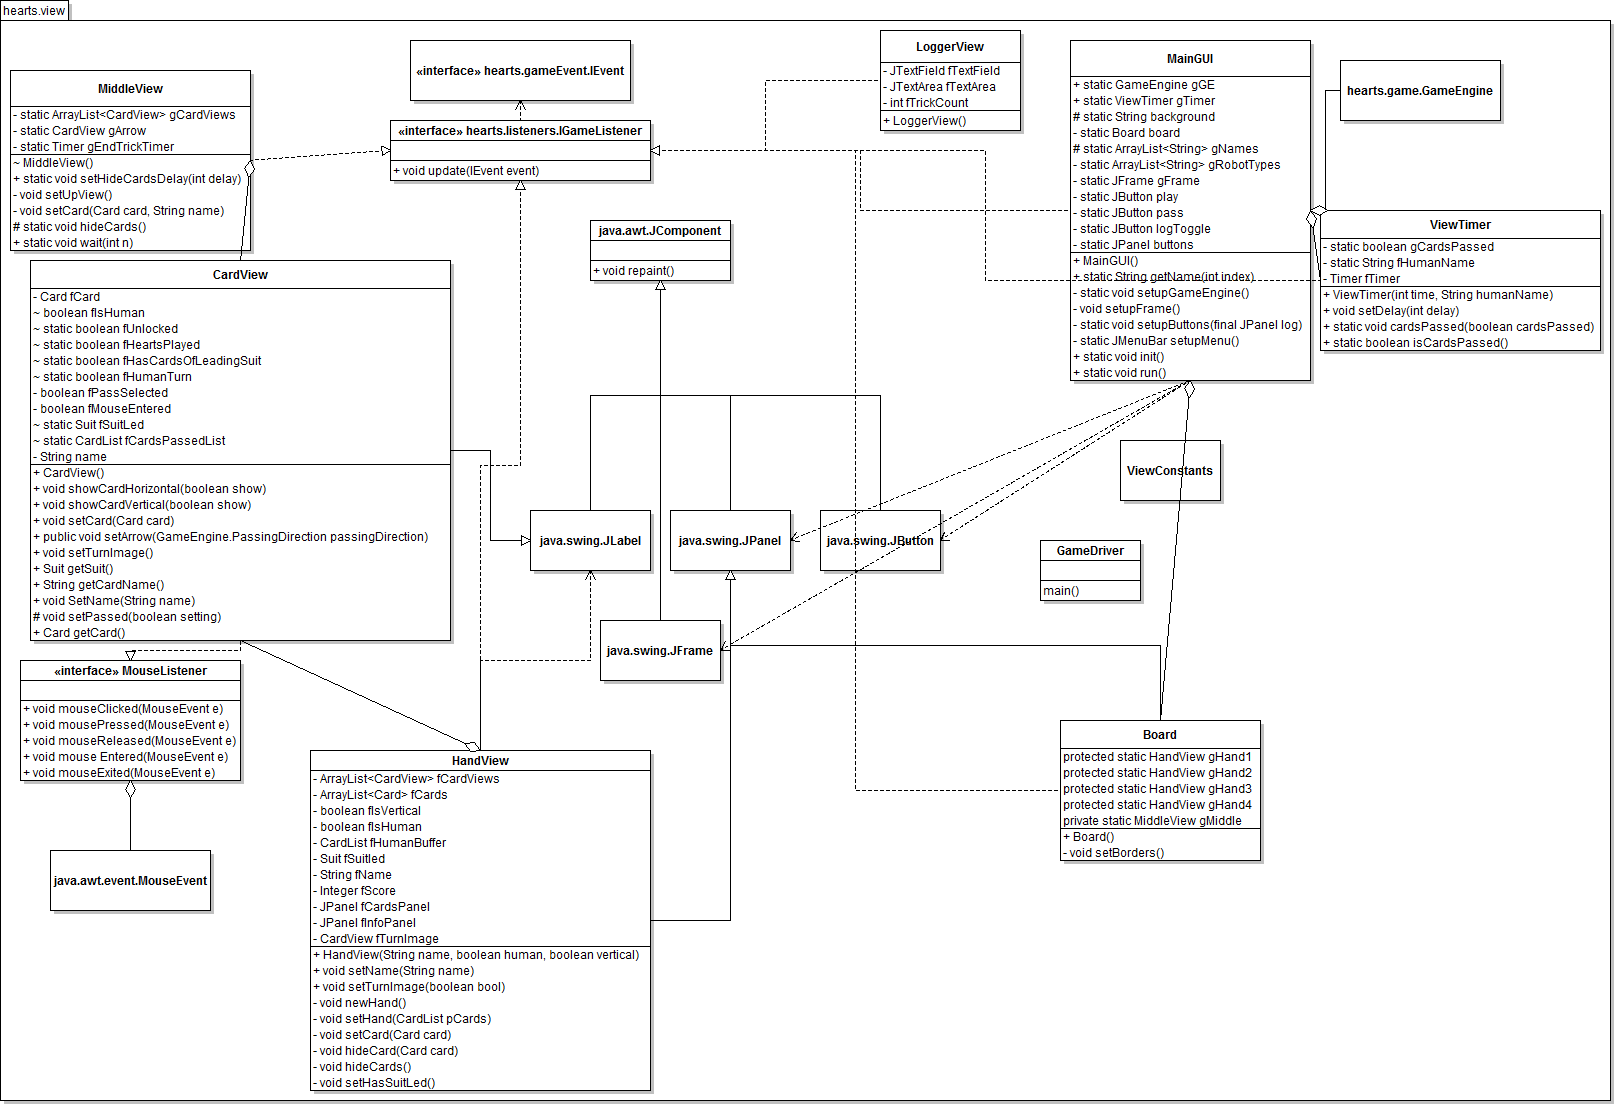 hearts.view
MiddleView
- static ArrayList<CardView> gCardViews
- static CardView gArrow
- static Timer gEndTrickTimer
~ MiddleView()
+ static void setHideCardsDelay(int delay)
- void setUpView()
- void setCard(Card card, String name)
# static void hideCards()
+ static void wait(int n)
«interface» hearts.gameEvent.IEvent
«interface» hearts.listeners.IGameListener
+ void update(IEvent event)
LoggerView
- JTextField fTextField
- JTextArea fTextArea
- int fTrickCount
+ LoggerView()
MainGUI
+ static GameEngine gGE
+ static ViewTimer gTimer
# static String background
- static Board board
# static ArrayList<String> gNames
- static ArrayList<String> gRobotTypes
- static JFrame gFrame
- static JButton play
- static JButton pass
- static JButton logToggle
- static JPanel buttons
+ MainGUI()
+ static String getName(int index)
- static void setupGameEngine()
- void setupFrame()
- static void setupButtons(final JPanel log)
- static JMenuBar setupMenu()
+ static void init()
+ static void run()
hearts.game.GameEngine
ViewTimer
- static boolean gCardsPassed
- static String fHumanName
- Timer fTimer
+ ViewTimer(int time, String humanName)
+ void setDelay(int delay)
+ static void cardsPassed(boolean cardsPassed)
+ static boolean isCardsPassed()
java.awt.JComponent
+ void repaint()
CardView
- Card fCard
~ boolean fIsHuman
~ static boolean fUnlocked
~ static boolean fHeartsPlayed
~ static boolean fHasCardsOfLeadingSuit
~ static boolean fHumanTurn
- boolean fPassSelected
- boolean fMouseEntered
~ static Suit fSuitLed
~ static CardList fCardsPassedList
- String name
+ CardView()
+ void showCardHorizontal(boolean show)
+ void showCardVertical(boolean show)
+ void setCard(Card card)
+ public void setArrow(GameEngine.PassingDirection passingDirection)
+ void setTurnImage()
+ Suit getSuit()
+ String getCardName()
+ void SetName(String name)
# void setPassed(boolean setting)
+ Card getCard()
java.swing.JLabel
java.swing.JPanel
java.swing.JButton
java.swing.JFrame
ViewConstants
GameDriver
main()
«interface» MouseListener
+ void mouseClicked(MouseEvent e)
+ void mousePressed(MouseEvent e)
+ void mouseReleased(MouseEvent e)
+ void mouse Entered(MouseEvent e)
+ void mouseExited(MouseEvent e)
java.awt.event.MouseEvent
HandView
- ArrayList<CardView> fCardViews
- ArrayList<Card> fCards
- boolean fIsVertical
- boolean fIsHuman
- CardList fHumanBuffer
- Suit fSuitled
- String fName
- Integer fScore
- JPanel fCardsPanel
- JPanel fInfoPanel
- CardView fTurnImage
+ HandView(String name, boolean human, boolean vertical)
+ void setName(String name)
+ void setTurnImage(boolean bool)
- void newHand()
- void setHand(CardList pCards)
- void setCard(Card card)
- void hideCard(Card card)
- void hideCards()
- void setHasSuitLed()
Board
protected static HandView gHand1
protected static HandView gHand2
protected static HandView gHand3
protected static HandView gHand4
private static MiddleView gMiddle
+ Board()
- void setBorders()